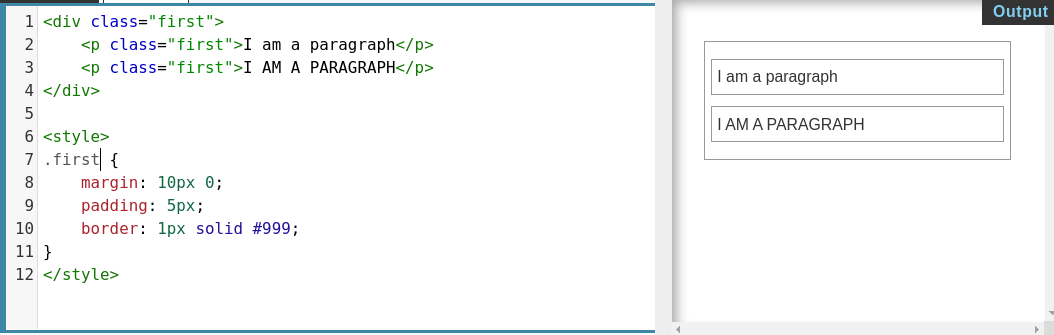 1 <div class="first">
2     <p class="first">I am a paragraph</p>
3     <p class="first">I AM A PARAGRAPH</p>
4 </div>
5
6 <style>
7 .first {
8     margin: 10px 0;
9     padding: 5px;
10     border: 1px solid #999;
11 }
12 </style>
Output
I am a paragraph
I AM A PARAGRAPH